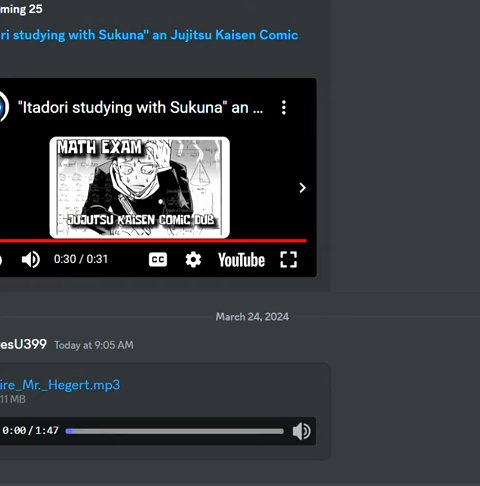 ming 25
ri studying with Sukuna" an Jujitsu Kaisen Comic
"Itadori studying with Sukuna" an ...
MATH EXAM
JUJUTSU KAISEN COMIC DUB
0:30 / 0:31
CC
YouTube
March 24, 2024
esU399 Today at 9:05 AM
ire_Mr._Hegert.mp3
11 MB
0:00 / 1:47